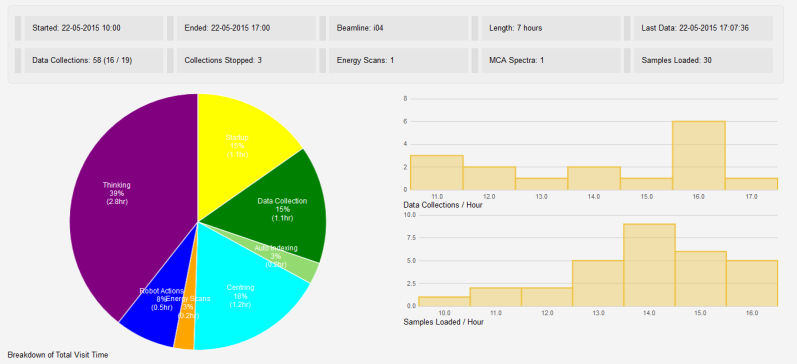 Started: 22-05-2015 10:00
Ended: 22-05-2015 17:00
Beamline: i04
Length: 7 hours
Last Data: 22-05-2015 17:07:36
Data Collections: 58 (16 / 19)
Collections Stopped: 3
Energy Scans: 1
MCA Spectra: 1
Samples Loaded: 30
15%
(1.1hr)
Thinking
39%
(2.8hr)
Data Collection
15%
(1.1hr)
Auto Indexing
3%
(0.2hr)
Centring
18%
(1.2hr)
Robot Actions
8%
(0.5hr)
Energy Scans
3%
(0.2hr)
Breakdown of Total Visit Time
8
6
4
2
0
11.0
12.0
13.0
14.0
15.0
16.0
17.0
Data Collections / Hour
10.0
7.5
5.0
2.5
0.0
10.0
11.0
12.0
13.0
14.0
15.0
16.0
Samples Loaded / Hour